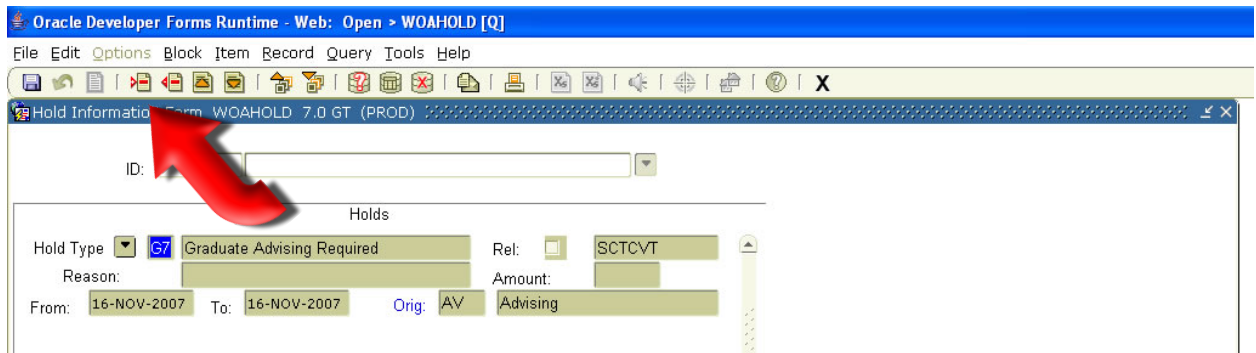 Oracle Developer Forms Runtime - Web: Open > WOAHOLD [Q]
File Edit Options Block Item Record Query Tools Help
X
Hold Information Form WOAHOLD 7.0 GT (PROD)
ID:
Holds
Hold Type G7 Graduate Advising Required Rel: SCTCVT
Reason: Amount:
From: 16-NOV-2007 To: 16-NOV-2007 Orig: AV Advising